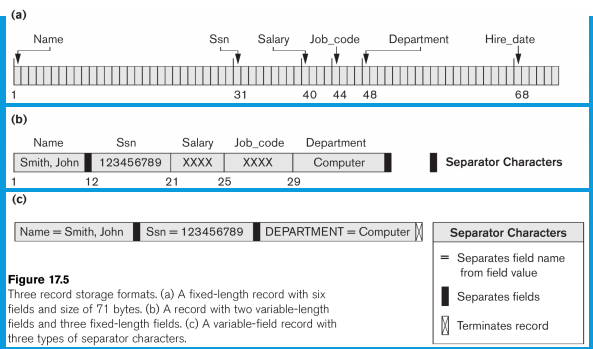 (a)
Name Ssn Salary Job_code Department Hire_date
1 31 40 44 48 68
(b)
Name Ssn Salary Job_code Department
Smith, John 123456789 XXXX XXXX Computer Separator Characters
1 12 21 25 29
(c)
Name = Smith, John Ssn = 123456789 DEPARTMENT = Computer
Separator Characters
= Separates field name
from field value
Separates fields
Terminates record
Figure 17.5
Three record storage formats. (a) A fixed-length record with six
fields and size of 71 bytes. (b) A record with two variable-length
fields and three fixed-length fields. (c) A variable-field record with
three types of separator characters.